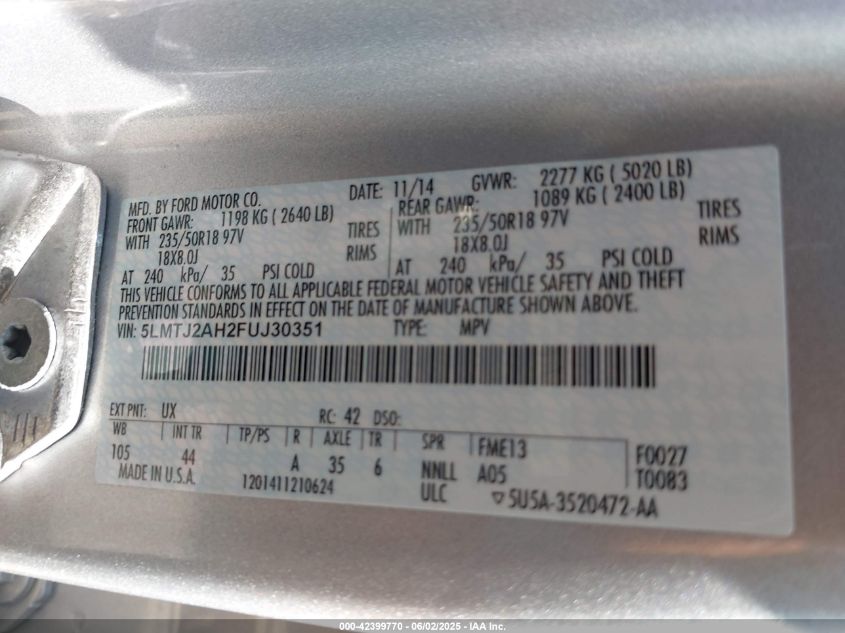 MFD. BY FORD MOTOR CO. DATE: 11/14 GVWR: 2277 KG ( 5020 LB)
FRONT GAWR: 1198 KG ( 2640 LB) REAR GAWR: 1089 KG ( 2400 LB)
WITH 235/50R18 97V TIRES WITH 235/50R18 97V TIRES
18X8.0J RIMS 18X8.0J RIMS
AT 240 kPa/ 35 PSI COLD AT 240 kPa/ 35 PSI COLD
THIS VEHICLE CONFORMS TO ALL APPLICABLE FEDERAL MOTOR VEHICLE SAFETY AND THEFT
PREVENTION STANDARDS IN EFFECT ON THE DATE OF MANUFACTURE SHOWN ABOVE.
VIN: 5LMTJ2AH2FUJ30351 TYPE: MPV
EXT PNT: UX RC: 42 DSO:
WB INT TR TP/PS R AXLE TR SPR FME13 F0027
105 44 A 35 6 NNLL A05 T0083
MADE IN U.S.A. 1201411210624 ULC ▽5U5A-3520472-AA
000-42399770 - 06/02/2025 - IAA Inc.